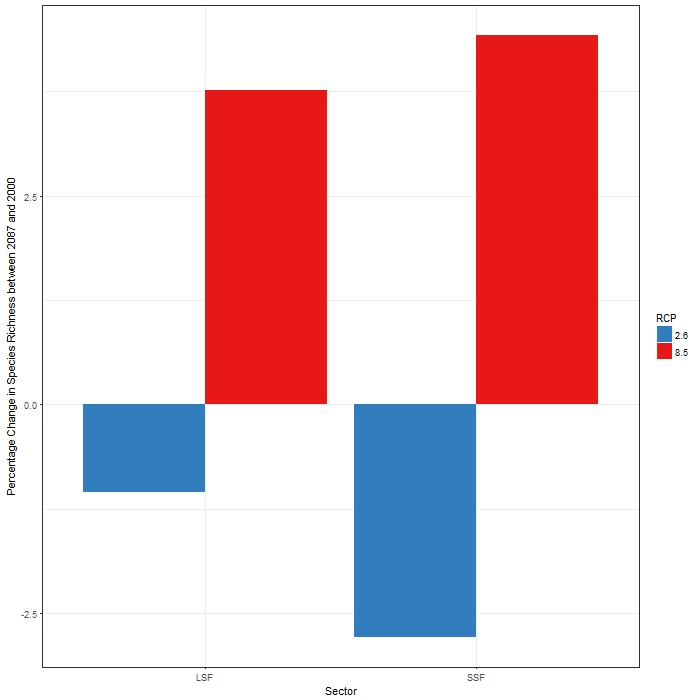 Percentage Change in Species Richness between 2087 and 2000
2.5
0.0
-2.5
LSF
SSF
Sector
RCP
2.6
8.5